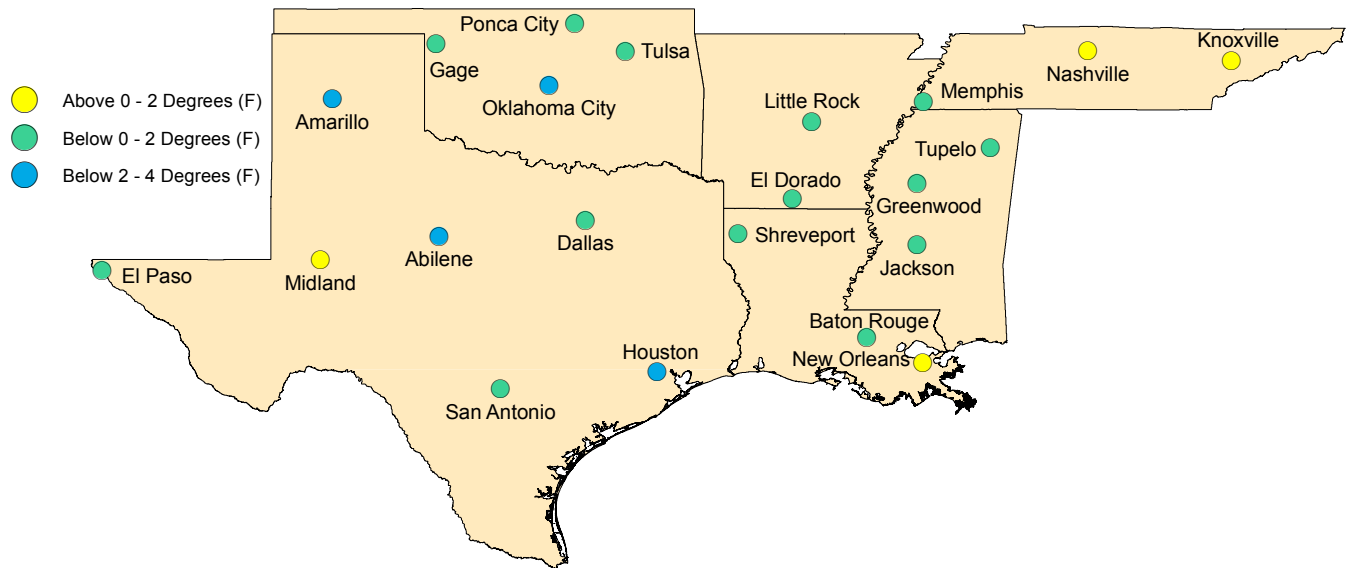 Ponca City
Knoxville
Gage
Tulsa
Nashville
Above 0 - 2 Degrees (F)
Below 0 - 2 Degrees (F)
Below 2 - 4 Degrees (F)
Amarillo
Oklahoma City
Little Rock
Memphis
Tupelo
El Dorado
Greenwood
Dallas
Shreveport
Abilene
Jackson
El Paso
Midland
Baton Rouge
Houston
New Orleans
San Antonio